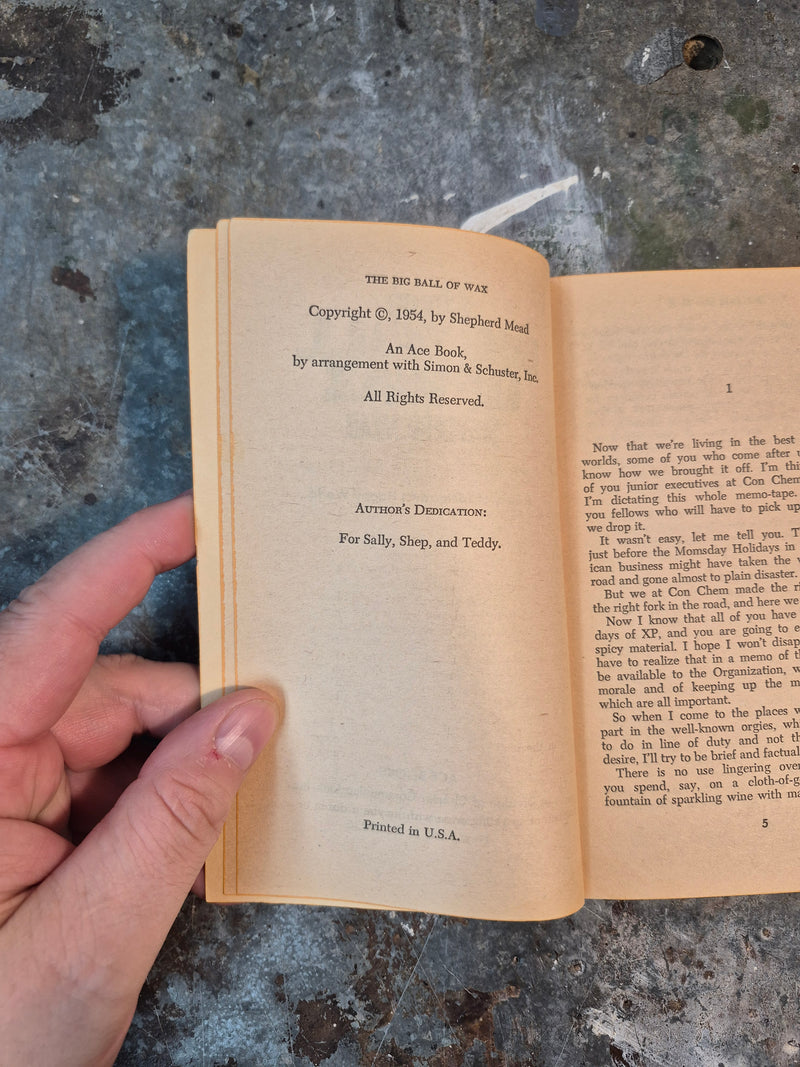 THE BIG BALL OF WAX
Copyright ©, 1954, by Shepherd Mead
An Ace Book,
by arrangement with Simon & Schuster, Inc.
All Rights Reserved.
AUTHOR'S DEDICATION:
For Sally, Shep, and Teddy.
Printed in U.S.A.
1
Now that we're living in the best
worlds, some of you who come after
know how we brought it off. I'm
of you junior executives at Con Chem
I'm dictating this whole memo-tape.
you fellows who will have to pick up
we drop it.
It wasn't easy, let me tell you.
just before the Momsday Holidays in
ican business might have taken the
road and gone almost to plain disaster.
But we at Con Chem made the
the right fork in the road, and here we
Now I know that all of you have
days of XP, and you are going to
spicy material. I hope I won't
have to realize that in a memo of
be available to the Organization,
morale and of keeping up the
which are all important.
So when I come to the places
part in the well-known orgies,
to do in line of duty and not
desire, I'll try to be brief and
There is no use lingering over
you spend, say, on a
fountain of sparkling wine with
5